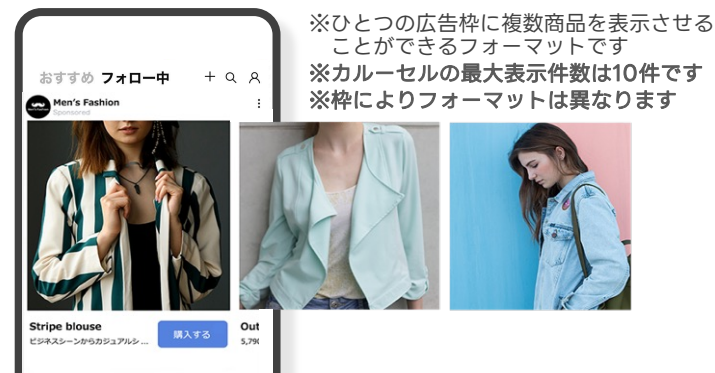 ※ひとつの広告枠に複数商品を表示させる
ことができるフォーマットです
※カルーセルの最大表示件数は10件です
※枠によりフォーマットは異なります
おすすめ フォロー中
Men's Fashion
Sponsored
Stripe blouse
ビジネスシーンからカジュアルシ...
購入する
Out
5,790